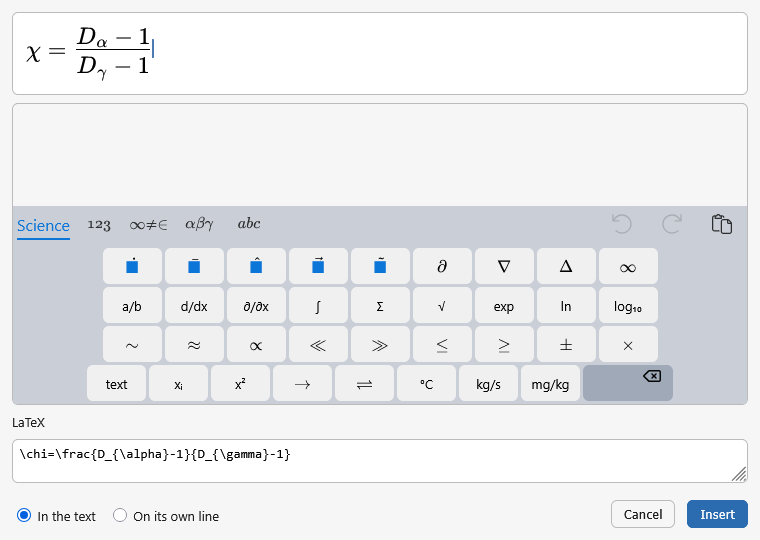 χ = (D_α − 1)/(D_γ − 1)
Science 123 ∞≠∈ αβγ abc
∂ ∇ Δ ∞
a/b d/dx ∂/∂x ∫ Σ √ exp ln log₁₀
~ ≈ ∝ ≪ ≫ ≤ ≥ ± ×
text xᵢ x² → ⇌ °C kg/s mg/kg
LaTeX
\chi=\frac{D_{\alpha}-1}{D_{\gamma}-1}
In the text On its own line Cancel Insert